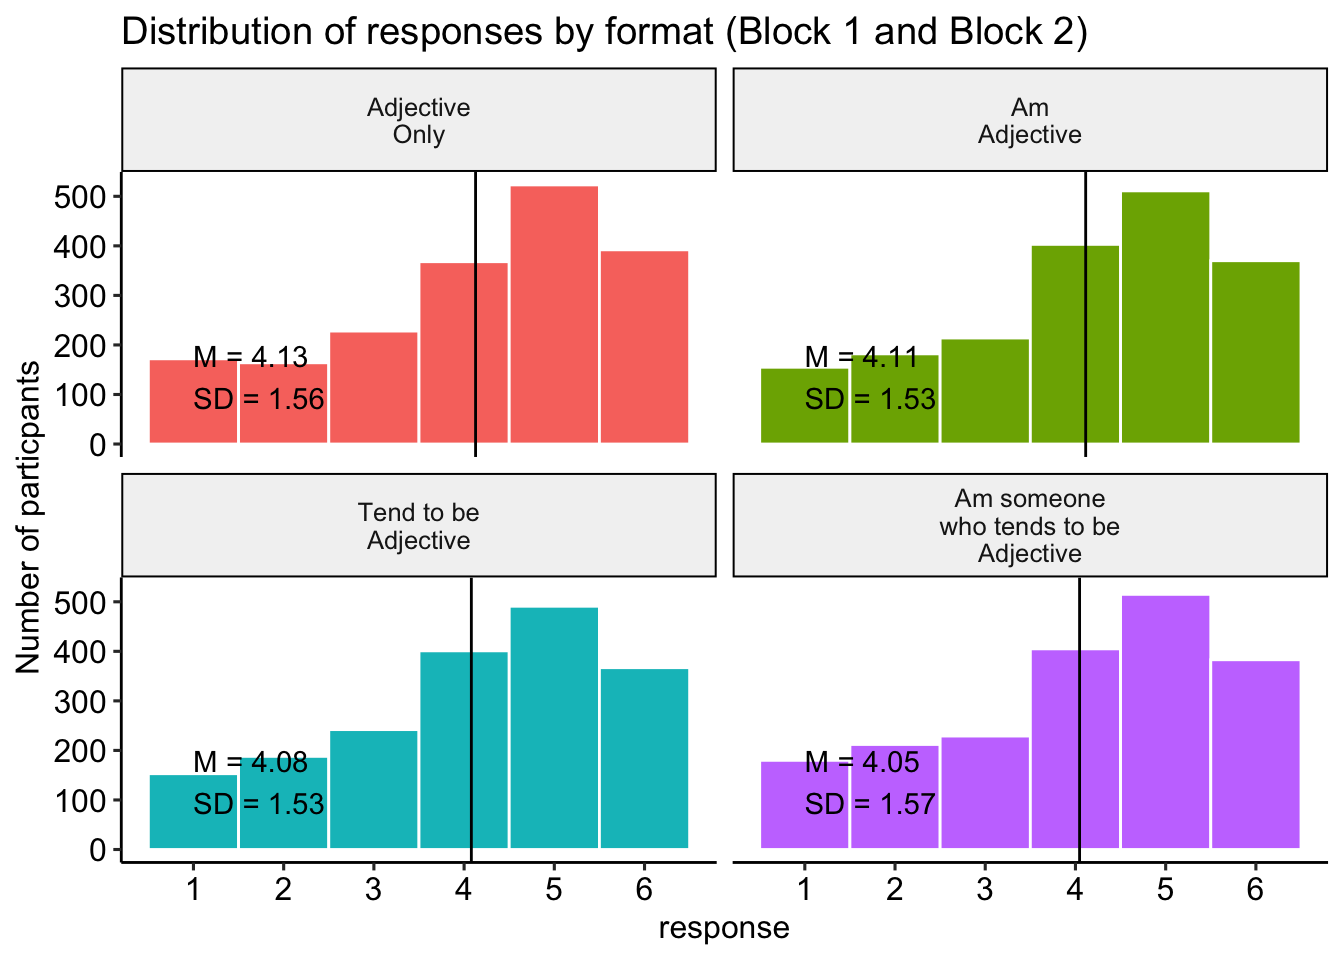 Distribution of responses by format (Block 1 and Block 2)
Adjective
Only
Am
Adjective
Number of particpants
500
400
300
200
100
0
M = 4.13
SD = 1.56
M = 4.11
SD = 1.53
Tend to be
Adjective
Am someone
who tends to be
Adjective
500
400
300
200
100
0
M = 4.08
SD = 1.53
M = 4.05
SD = 1.57
1 2 3 4 5 6
1 2 3 4 5 6
response